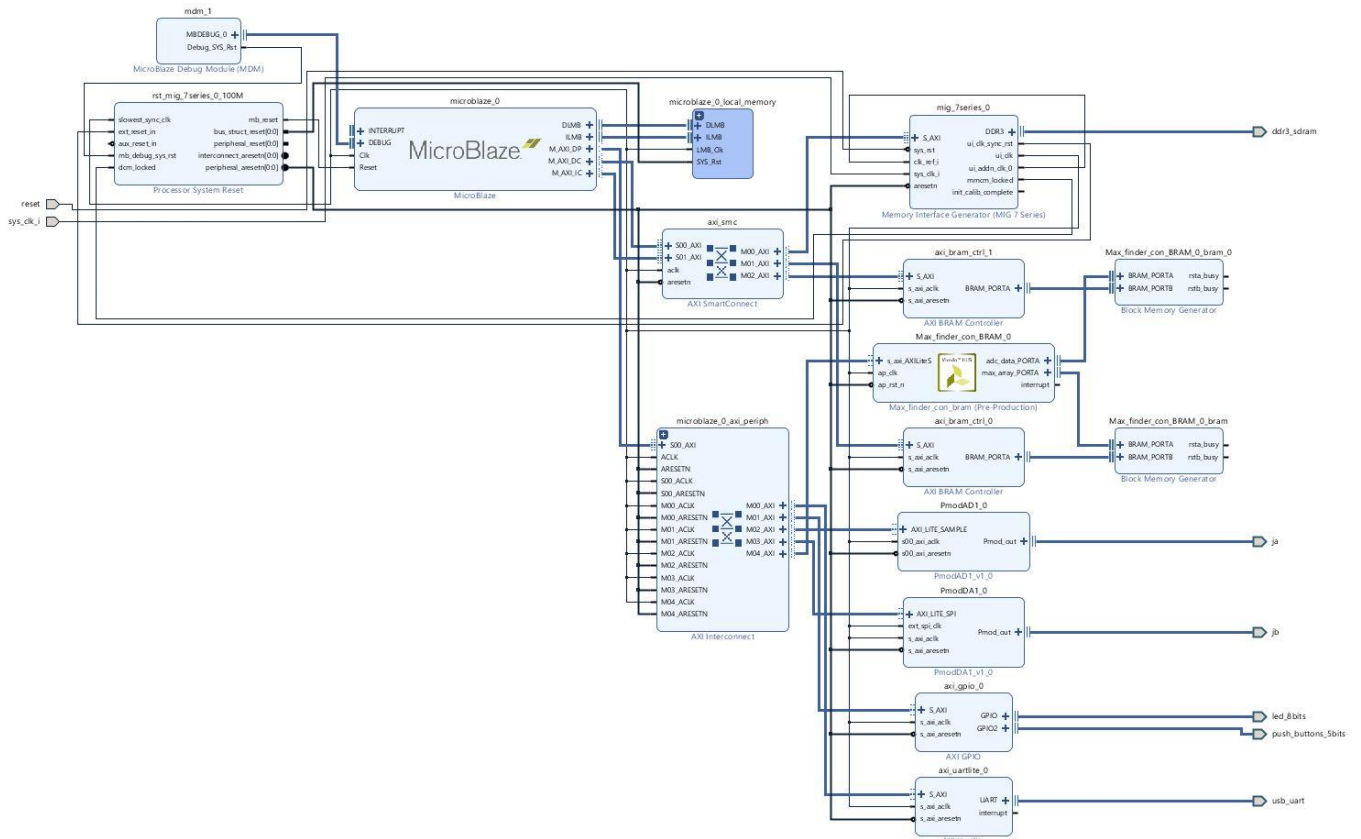 mdm_1
MBDEBUG_0
Debug_SYS_Rst
MicroBlaze Debug Module (MDM)
rst_mig_7series_0_100M
slowest_sync_clk
ext_reset_in
aux_reset_in
mb_debug_sys_rst
dcm_locked
mb_reset
bus_struct_reset[0:0]
peripheral_reset[0:0]
interconnect_aresetn[0:0]
peripheral_aresetn[0:0]
Processor System Reset
reset
sys_clk_i
microblaze_0
INTERRUPT
DEBUG
Clk
Reset
MicroBlaze
DLMB
ILMB
M_AXI_DP
M_AXI_DC
M_AXI_IC
MicroBlaze
microblaze_0_local_memory
DLMB
ILMB
LMB_Clk
SYS_Rst
axi_smc
S00_AXI
S01_AXI
aclk
aresetn
M00_AXI
M01_AXI
M02_AXI
AXI SmartConnect
microblaze_0_axi_periph
S00_AXI
ACLK
ARESETN
S00_ACLK
S00_ARESETN
M00_ACLK
M00_ARESETN
M01_ACLK
M01_ARESETN
M02_ACLK
M02_ARESETN
M03_ACLK
M03_ARESETN
M04_ACLK
M04_ARESETN
M00_AXI
M01_AXI
M02_AXI
M03_AXI
M04_AXI
AXI Interconnect
mig_7series_0
S_AXI
sys_rst
clk_ref_i
sys_clk_i
aresetn
DDR3
ui_clk_sync_rst
ui_clk
ui_addn_clk_0
mmcm_locked
init_calib_complete
Memory Interface Generator (MIG 7 Series)
axi_bram_ctrl_1
S_AXI
s_axi_aclk
s_axi_aresetn
BRAM_PORTA
AXI BRAM Controller
Max_finder_con_BRAM_0_bram_0
BRAM_PORTA
BRAM_PORTB
rsta_busy
rstb_busy
Block Memory Generator
Max_finder_con_BRAM_0
s_axi_AXILiteS
ap_clk
ap_rst_n
Vivado HLS
adc_data_PORTA
max_array_PORTA
interrupt
Max_finder_con_bram (Pre-Production)
axi_bram_ctrl_0
S_AXI
s_axi_aclk
s_axi_aresetn
BRAM_PORTA
AXI BRAM Controller
Max_finder_con_BRAM_0_bram
BRAM_PORTA
BRAM_PORTB
rsta_busy
rstb_busy
Block Memory Generator
PmodAD1_0
AXI_LITE_SAMPLE
s00_axi_aclk
s00_axi_aresetn
Pmod_out
PmodAD1_v1_0
PmodDA1_0
AXI_LITE_SPI
ext_spi_clk
s_axi_aclk
s_axi_aresetn
Pmod_out
PmodDA1_v1_0
axi_gpio_0
S_AXI
s_axi_aclk
s_axi_aresetn
GPIO
GPIO2
AXI GPIO
axi_uartlite_0
S_AXI
s_axi_aclk
s_axi_aresetn
UART
interrupt
ddr3_sdram
ja
jb
led_8bits
push_buttons_5bits
usb_uart